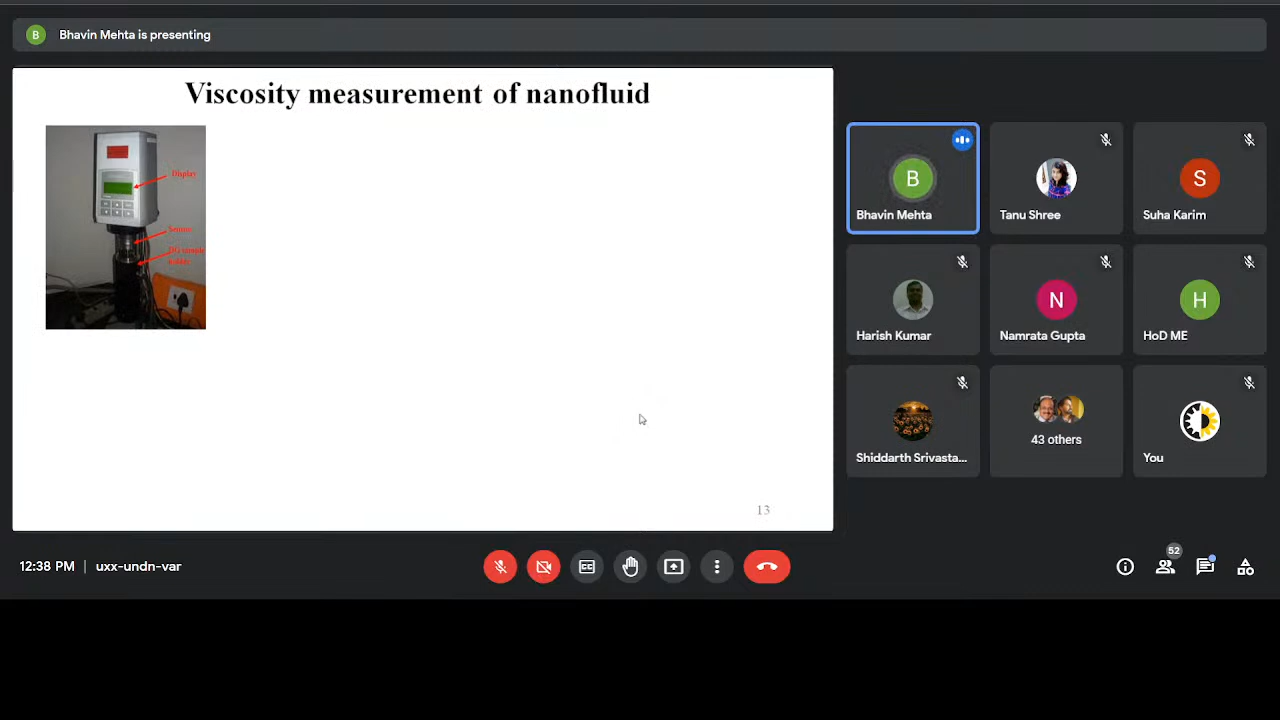 B Bhavin Mehta is presenting
Viscosity measurement of nanofluid
Display
Sensor
13
B
Bhavin Mehta
Tanu Shree
S
Suha Karim
Harish Kumar
N
Namrata Gupta
H
HoD ME
Shiddarth Srivasta...
43 others
You
12:38 PM | uxx-undn-var
52